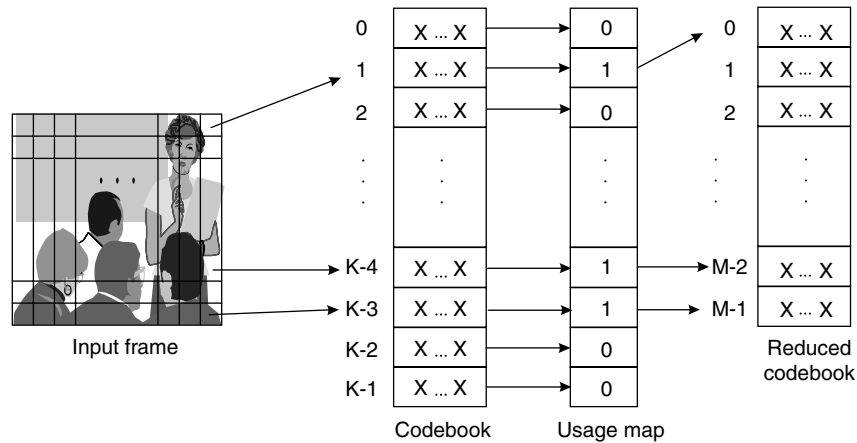 0 X ... X 0 0 X ... X
1 X ... X 1 1 X ... X
2 X ... X 0 2 X ... X
. . . . .
. . . . .
. . . . .
K-4 X ... X 1 M-2 X ... X
K-3 X ... X 1 M-1 X ... X
K-2 X ... X 0
K-1 X ... X 0
Input frame
Reduced
codebook
Codebook
Usage map